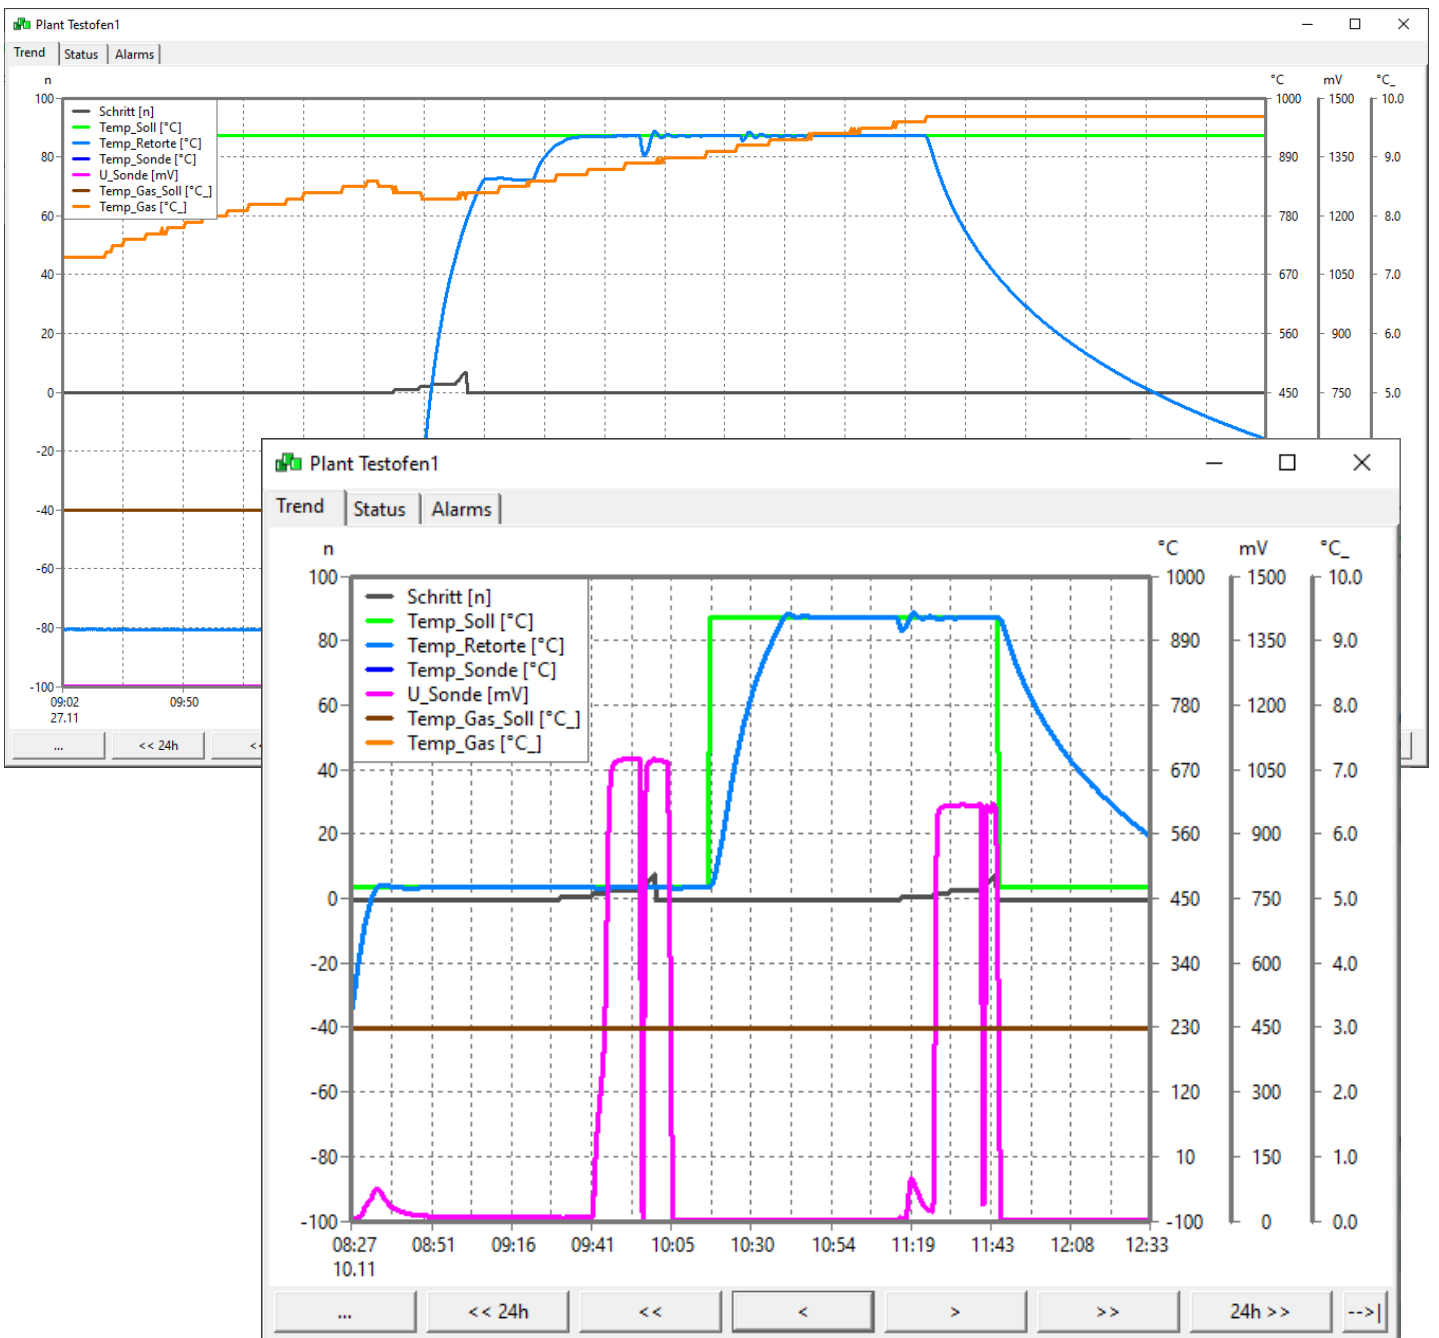 Plant Testofen1
Trend Status Alarms
n °C mV °C_
100 1000 1500 10.0
Schritt [n]
Temp_Soll [°C]
Temp_Retorte [°C]
Temp_Sonde [°C]
U_Sonde [mV]
Temp_Gas_Soll [°C_]
Temp_Gas [°C_]
80 890 1350 9.0
60 780 1200 8.0
40 670 1050 7.0
20 560 900 6.0
0 450 750 5.0
-20
-40
-60
-80
-100
09:02 09:50
27.11
... << 24h <
Plant Testofen1
Trend Status Alarms
n °C mV °C_
100 1000 1500 10.0
Schritt [n]
Temp_Soll [°C]
Temp_Retorte [°C]
Temp_Sonde [°C]
U_Sonde [mV]
Temp_Gas_Soll [°C_]
Temp_Gas [°C_]
80 890 1350 9.0
60 780 1200 8.0
40 670 1050 7.0
20 560 900 6.0
0 450 750 5.0
-20 340 600 4.0
-40 230 450 3.0
-60 120 300 2.0
-80 10 150 1.0
-100 -100 0 0.0
08:27 08:51 09:16 09:41 10:05 10:30 10:54 11:19 11:43 12:08 12:33
10.11
... << 24h << < > >> 24h >> -->|